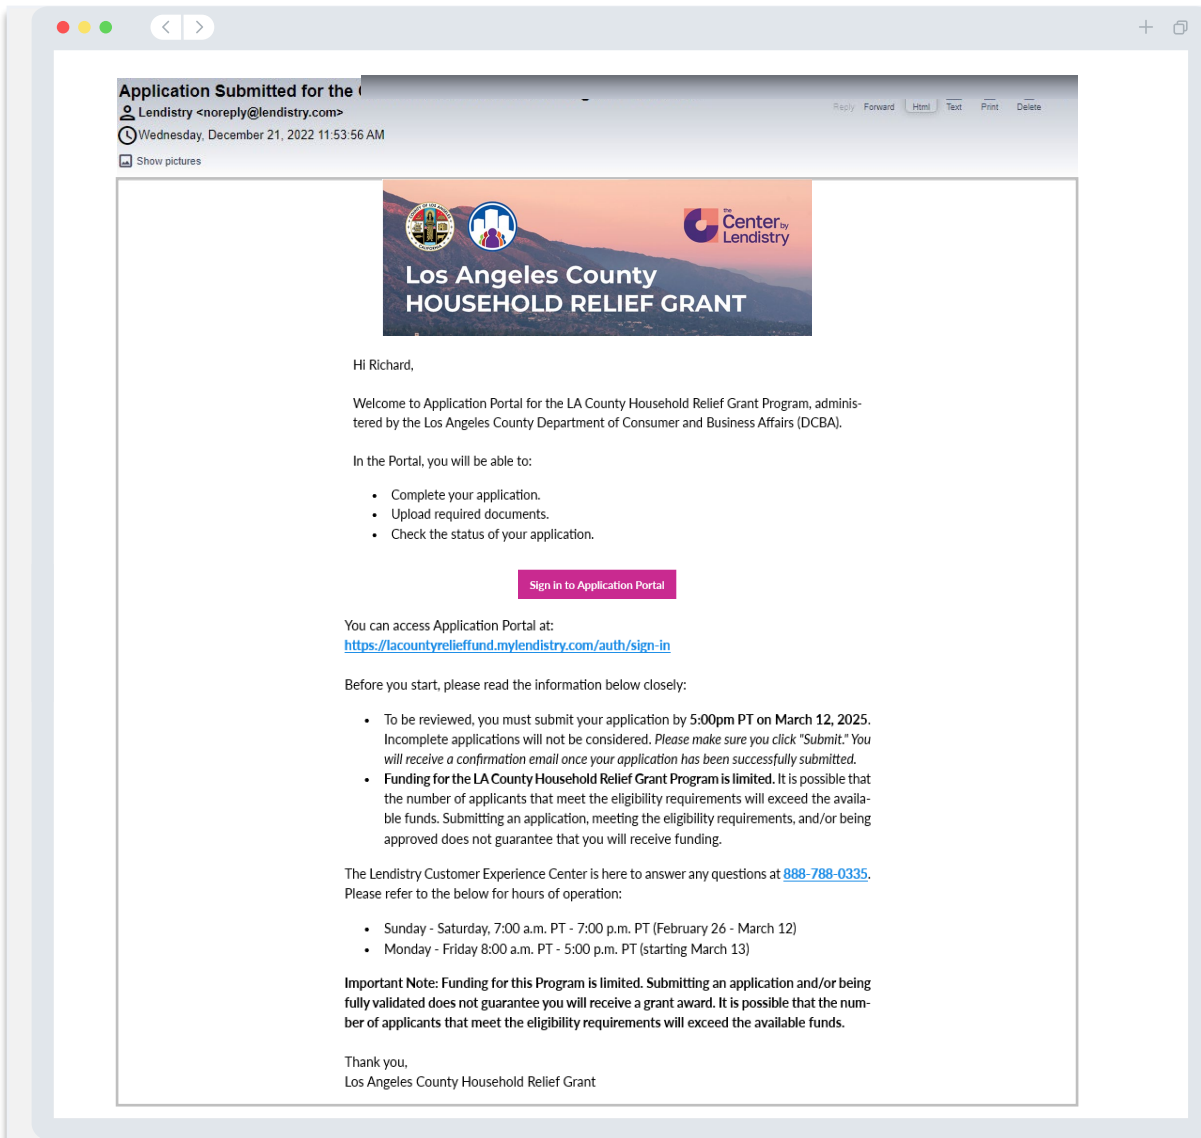 Application Submitted for the
Lendistry <noreply@lendistry.com>
Wednesday, December 21, 2022 11:53:56 AM
Reply Forward Html Text Print Delete
Show pictures
COUNTY OF LOS ANGELES
CALIFORNIA
the
Center by
Lendistry
Los Angeles County
HOUSEHOLD RELIEF GRANT
Hi Richard,
Welcome to Application Portal for the LA County Household Relief Grant Program, adminis-
tered by the Los Angeles County Department of Consumer and Business Affairs (DCBA).
In the Portal, you will be able to:
• Complete your application.
• Upload required documents.
• Check the status of your application.
Sign in to Application Portal
You can access Application Portal at:
https://lacountyrelieffund.mylendistry.com/auth/sign-in
Before you start, please read the information below closely:
• To be reviewed, you must submit your application by 5:00pm PT on March 12, 2025.
Incomplete applications will not be considered. Please make sure you click "Submit." You
will receive a confirmation email once your application has been successfully submitted.
• Funding for the LA County Household Relief Grant Program is limited. It is possible that
the number of applicants that meet the eligibility requirements will exceed the availa-
ble funds. Submitting an application, meeting the eligibility requirements, and/or being
approved does not guarantee that you will receive funding.
The Lendistry Customer Experience Center is here to answer any questions at 888-788-0335.
Please refer to the below for hours of operation:
• Sunday - Saturday, 7:00 a.m. PT - 7:00 p.m. PT (February 26 - March 12)
• Monday - Friday 8:00 a.m. PT - 5:00 p.m. PT (starting March 13)
Important Note: Funding for this Program is limited. Submitting an application and/or being
fully validated does not guarantee you will receive a grant award. It is possible that the num-
ber of applicants that meet the eligibility requirements will exceed the available funds.
Thank you,
Los Angeles County Household Relief Grant